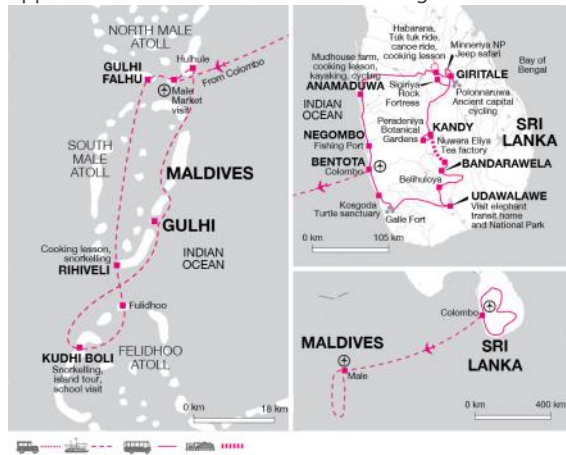 NORTH MALE
ATOLL
Hulhule
GULHI
FALHU
From Colombo
Male
Market
visit
SOUTH
MALE
ATOLL
MALDIVES
GULHI
INDIAN
OCEAN
Cooking lesson,
snorkelling
RIHIVELI
Fulidhoo
KUDHI BOLI
Snorkelling,
island tour,
school visit
FELIDHOO
ATOLL
0 km
18 km
Habarana,
Tuk tuk ride,
canoe ride,
cooking lesson
Minneriya NP
Jeep safari
Bay of
Bengal
Mudhouse farm,
cooking lesson,
kayaking, cycling
ANAMADUWA
Sigiriya
Rock
Fortress
GIRITALE
Polonnaruwa
Ancient capital
cycling
INDIAN
OCEAN
Peradeniya
Botanical
Gardens
KANDY
SRI
LANKA
NEGOMBO
Fishing Port
Nuwera Eliya
Tea factory
BENTOTA
Colombo
BANDARAWELA
Belihuloya
UDAWALAWE
Visit elephant
transit home
and National Park
Kosgoda
Turtle sanctuary
Galle Fort
0 km
105 km
Colombo
MALDIVES
SRI
LANKA
Male
0 km
400 km